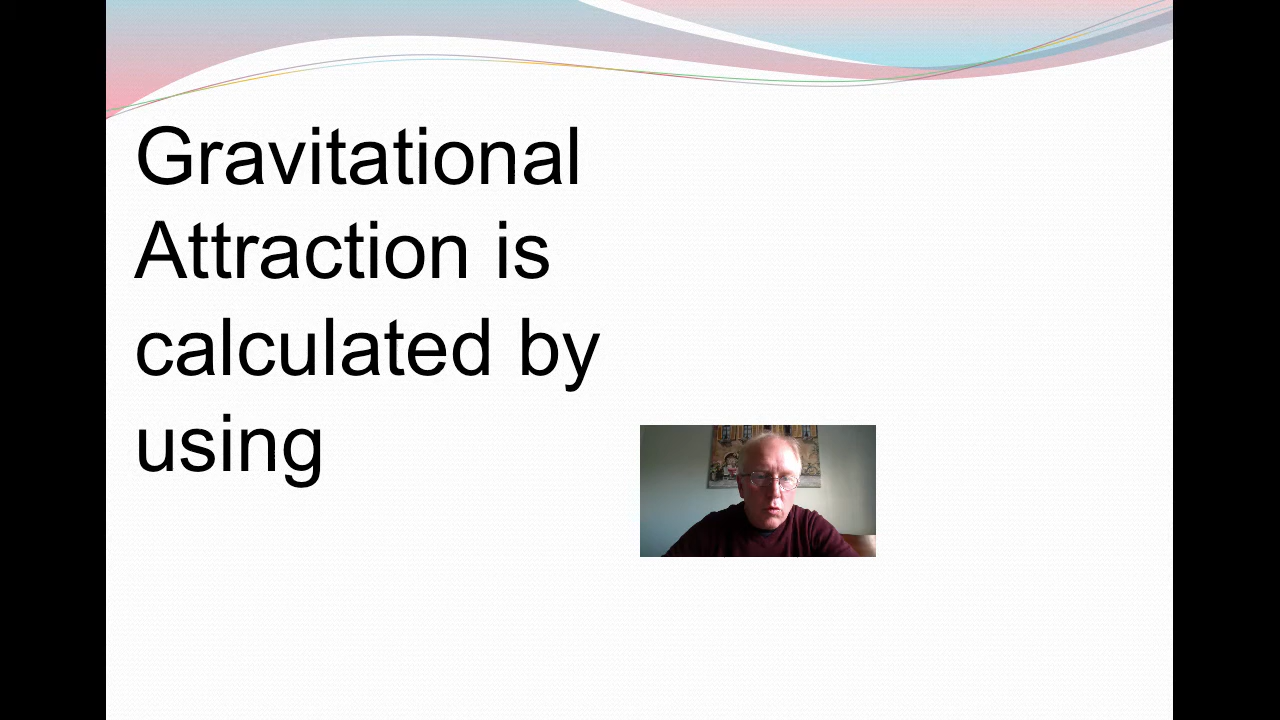 Gravitational
Attraction is
calculated by
using